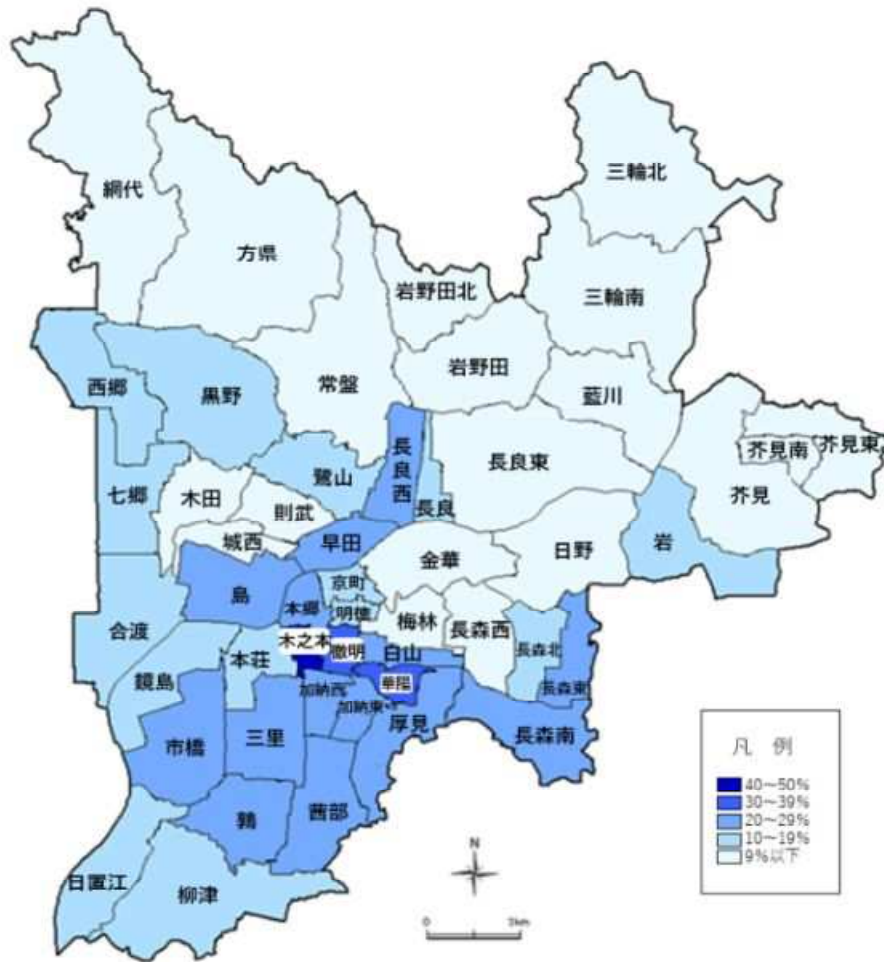 網代
三輪北
方県
岩野田北
三輪南
岩野田
常盤
藍川
西郷
黒野
長良西
長良東
芥見南
芥見東
芥見
鷺山
長良
七郷
木田
則武
城西
早田
金華
日野
岩
京町
島
本郷
明徳
梅林
長森西
合渡
木之本
徹明
白山
長森北
本荘
鏡島
加納西
華陽
長森東
加納東
厚見
長森南
市橋
三里
鶉
茜部
日置江
柳津
凡 例
40~50%
30~39%
20~29%
10~19%
9%以下
N
0